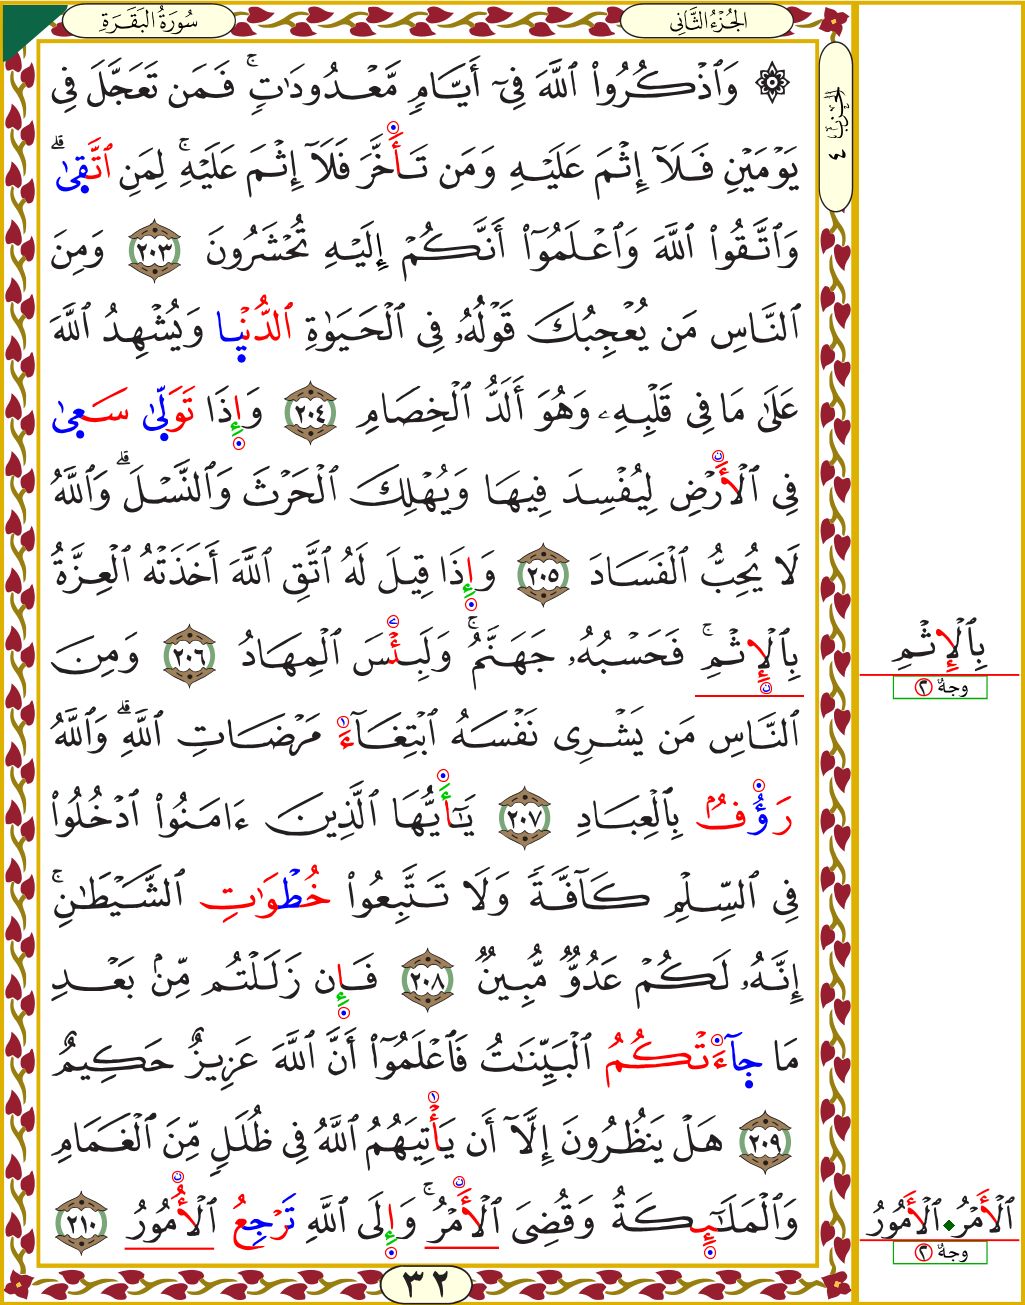 سُورَةُ البَقَرَةِ
الجُزْءُ الثَّانِي
الحزب ٤
۞ وَٱذْكُرُوا۟ ٱللَّهَ فِىٓ أَيَّامٍ مَّعْدُودَٰتٍ ۚ فَمَن تَعَجَّلَ فِى
يَوْمَيْنِ فَلَآ إِثْمَ عَلَيْهِ وَمَن تَأَخَّرَ فَلَآ إِثْمَ عَلَيْهِ ۚ لِمَنِ ٱتَّقِىٰ ۗ
وَٱتَّقُوا۟ ٱللَّهَ وَٱعْلَمُوٓا۟ أَنَّكُمْ إِلَيْهِ تُحْشَرُونَ ٢٠٣ وَمِنَ
ٱلنَّاسِ مَن يُعْجِبُكَ قَوْلُهُۥ فِى ٱلْحَيَوٰةِ ٱلدُّنْيِا وَيُشْهِدُ ٱللَّهَ
عَلَىٰ مَا فِى قَلْبِهِۦ وَهُوَ أَلَدُّ ٱلْخِصَامِ ٢٠٤ وَإِذَا تَوَلِّىٰ سَعِىٰ
فِى ٱلْأَرْضِ لِيُفْسِدَ فِيهَا وَيُهْلِكَ ٱلْحَرْثَ وَٱلنَّسْلَ ۗ وَٱللَّهُ
لَا يُحِبُّ ٱلْفَسَادَ ٢٠٥ وَإِذَا قِيلَ لَهُ ٱتَّقِ ٱللَّهَ أَخَذَتْهُ ٱلْعِزَّةُ
بِٱلْإِثْمِ ۚ فَحَسْبُهُۥ جَهَنَّمُ ۚ وَلَبِئْسَ ٱلْمِهَادُ ٢٠٦ وَمِنَ
ٱلنَّاسِ مَن يَشْرِى نَفْسَهُ ٱبْتِغَآءَ مَرْضَاتِ ٱللَّهِ ۗ وَٱللَّهُ
رَؤُفٌۢ بِٱلْعِبَادِ ٢٠٧ يَٰٓأَيُّهَا ٱلَّذِينَ ءَامَنُوا۟ ٱدْخُلُوا۟
فِى ٱلسِّلْمِ كَآفَّةً وَلَا تَتَّبِعُوا۟ خُطْوَٰتِ ٱلشَّيْطَٰنِ ۚ
إِنَّهُۥ لَكُمْ عَدُوٌّ مُّبِينٌ ٢٠٨ فَإِن زَلَلْتُم مِّنۢ بَعْدِ
مَا جِآءَتْكُمُ ٱلْبَيِّنَٰتُ فَٱعْلَمُوٓا۟ أَنَّ ٱللَّهَ عَزِيزٌ حَكِيمٌ
٢٠٩ هَلْ يَنظُرُونَ إِلَّآ أَن يَأْتِيَهُمُ ٱللَّهُ فِى ظُلَلٍ مِّنَ ٱلْغَمَامِ
وَٱلْمَلَٰٓئِكَةُ وَقُضِىَ ٱلْأَمْرُ ۚ وَإِلَى ٱللَّهِ تَرْجِعُ ٱلْأُمُورُ ٢١٠
٣٢
بِٱلْإِثْمِ
وجهٌ ٢
ٱلْأَمْرُ ◆ ٱلْأُمُورُ
وجهٌ ٢